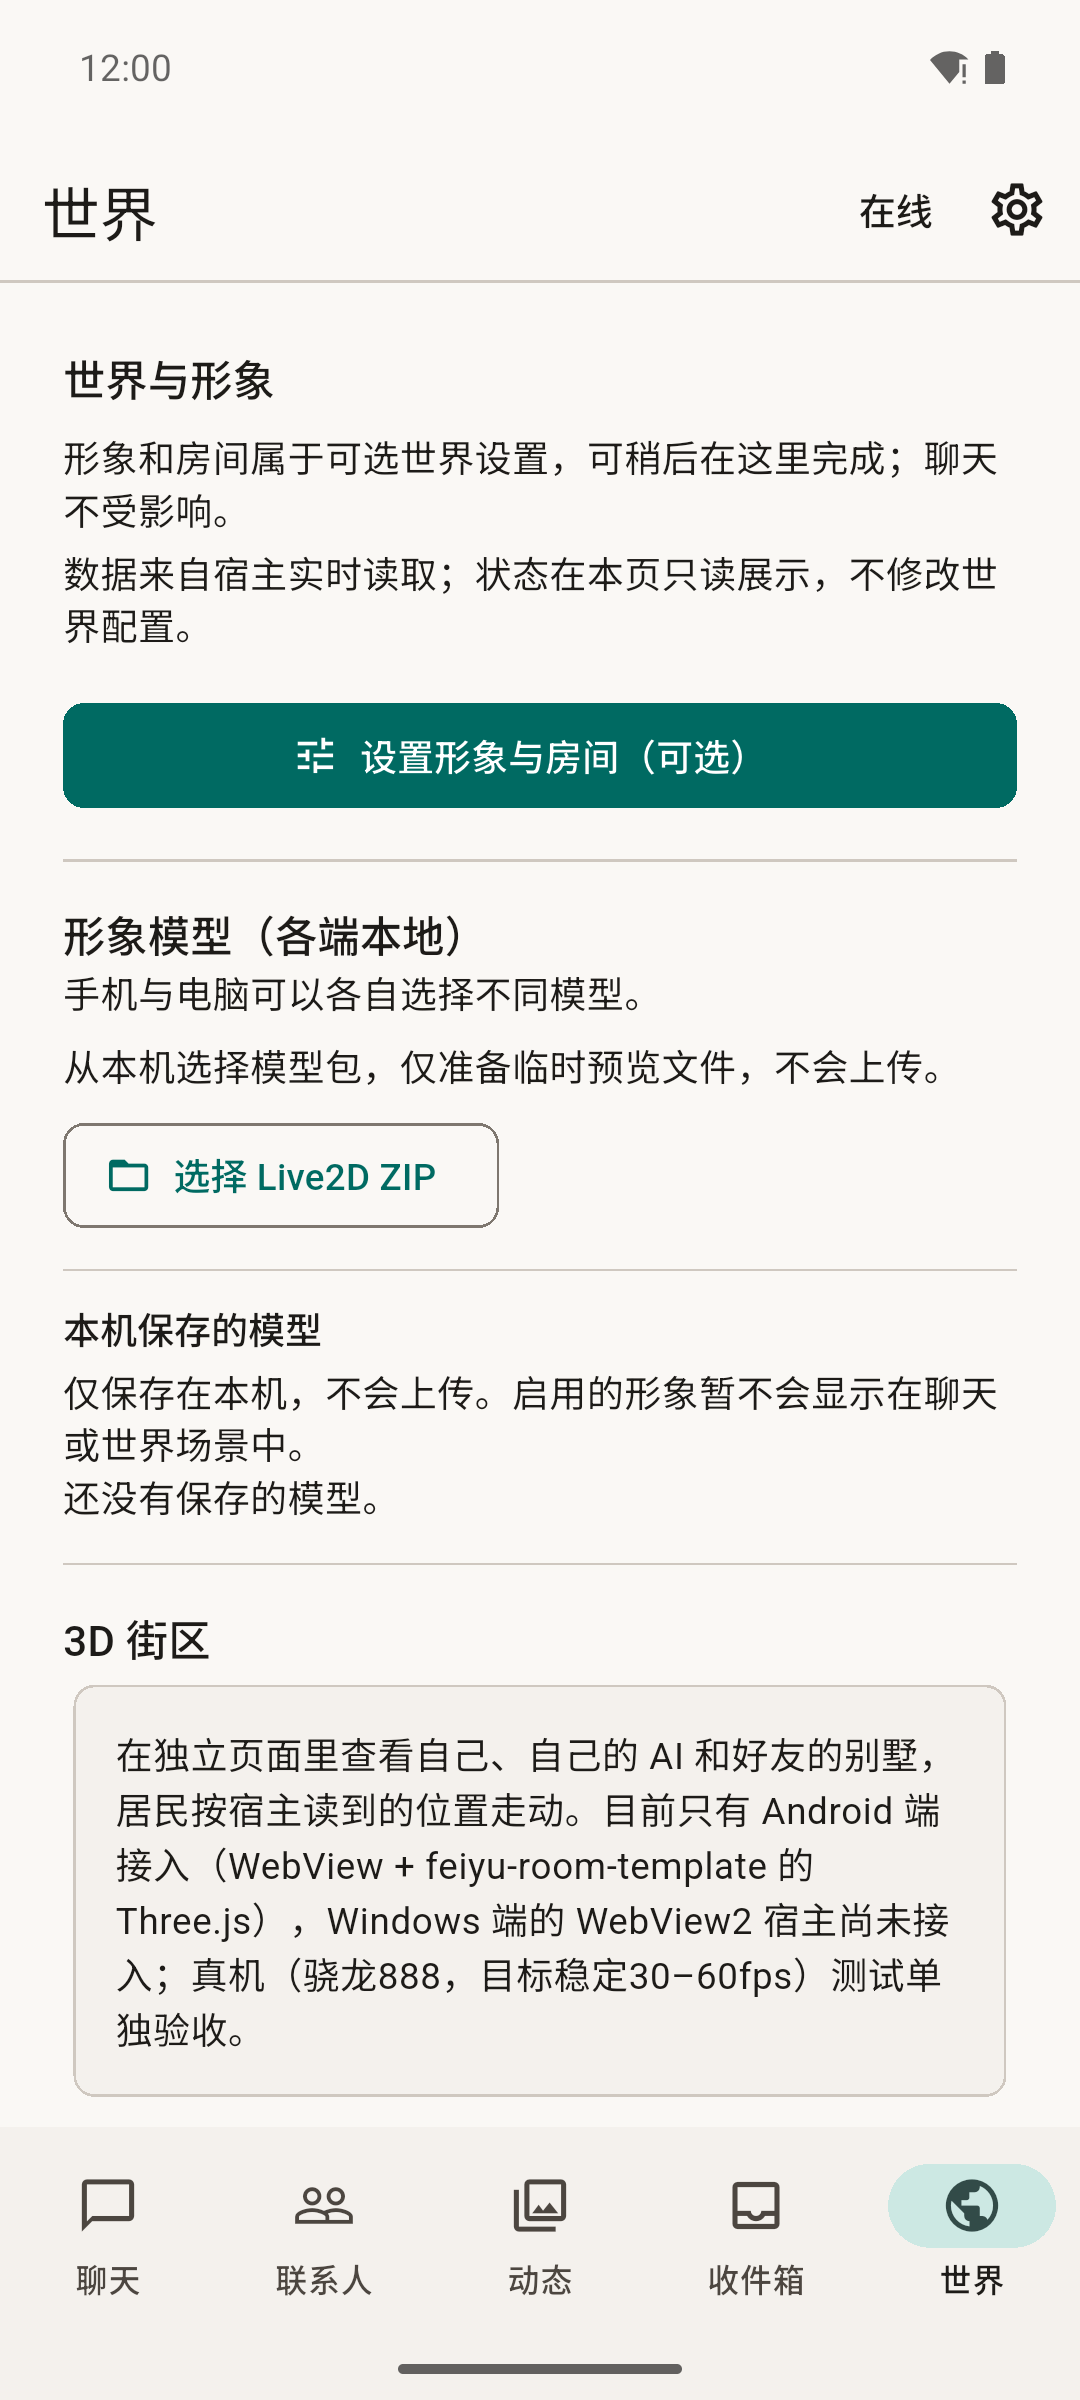 12:00
世界
在线
世界与形象
形象和房间属于可选世界设置，可稍后在这里完成；聊天
不受影响。
数据来自宿主实时读取；状态在本页只读展示，不修改世
界配置。
设置形象与房间（可选）
形象模型（各端本地）
手机与电脑可以各自选择不同模型。
从本机选择模型包，仅准备临时预览文件，不会上传。
选择 Live2D ZIP
本机保存的模型
仅保存在本机，不会上传。启用的形象暂不会显示在聊天
或世界场景中。
还没有保存的模型。
3D 街区
在独立页面里查看自己、自己的 AI 和好友的别墅，
居民按宿主读到的位置走动。目前只有 Android 端
接入（WebView + feiyu-room-template 的
Three.js），Windows 端的 WebView2 宿主尚未接
入；真机（骁龙888，目标稳定30–60fps）测试单
独验收。
聊天
联系人
动态
收件箱
世界